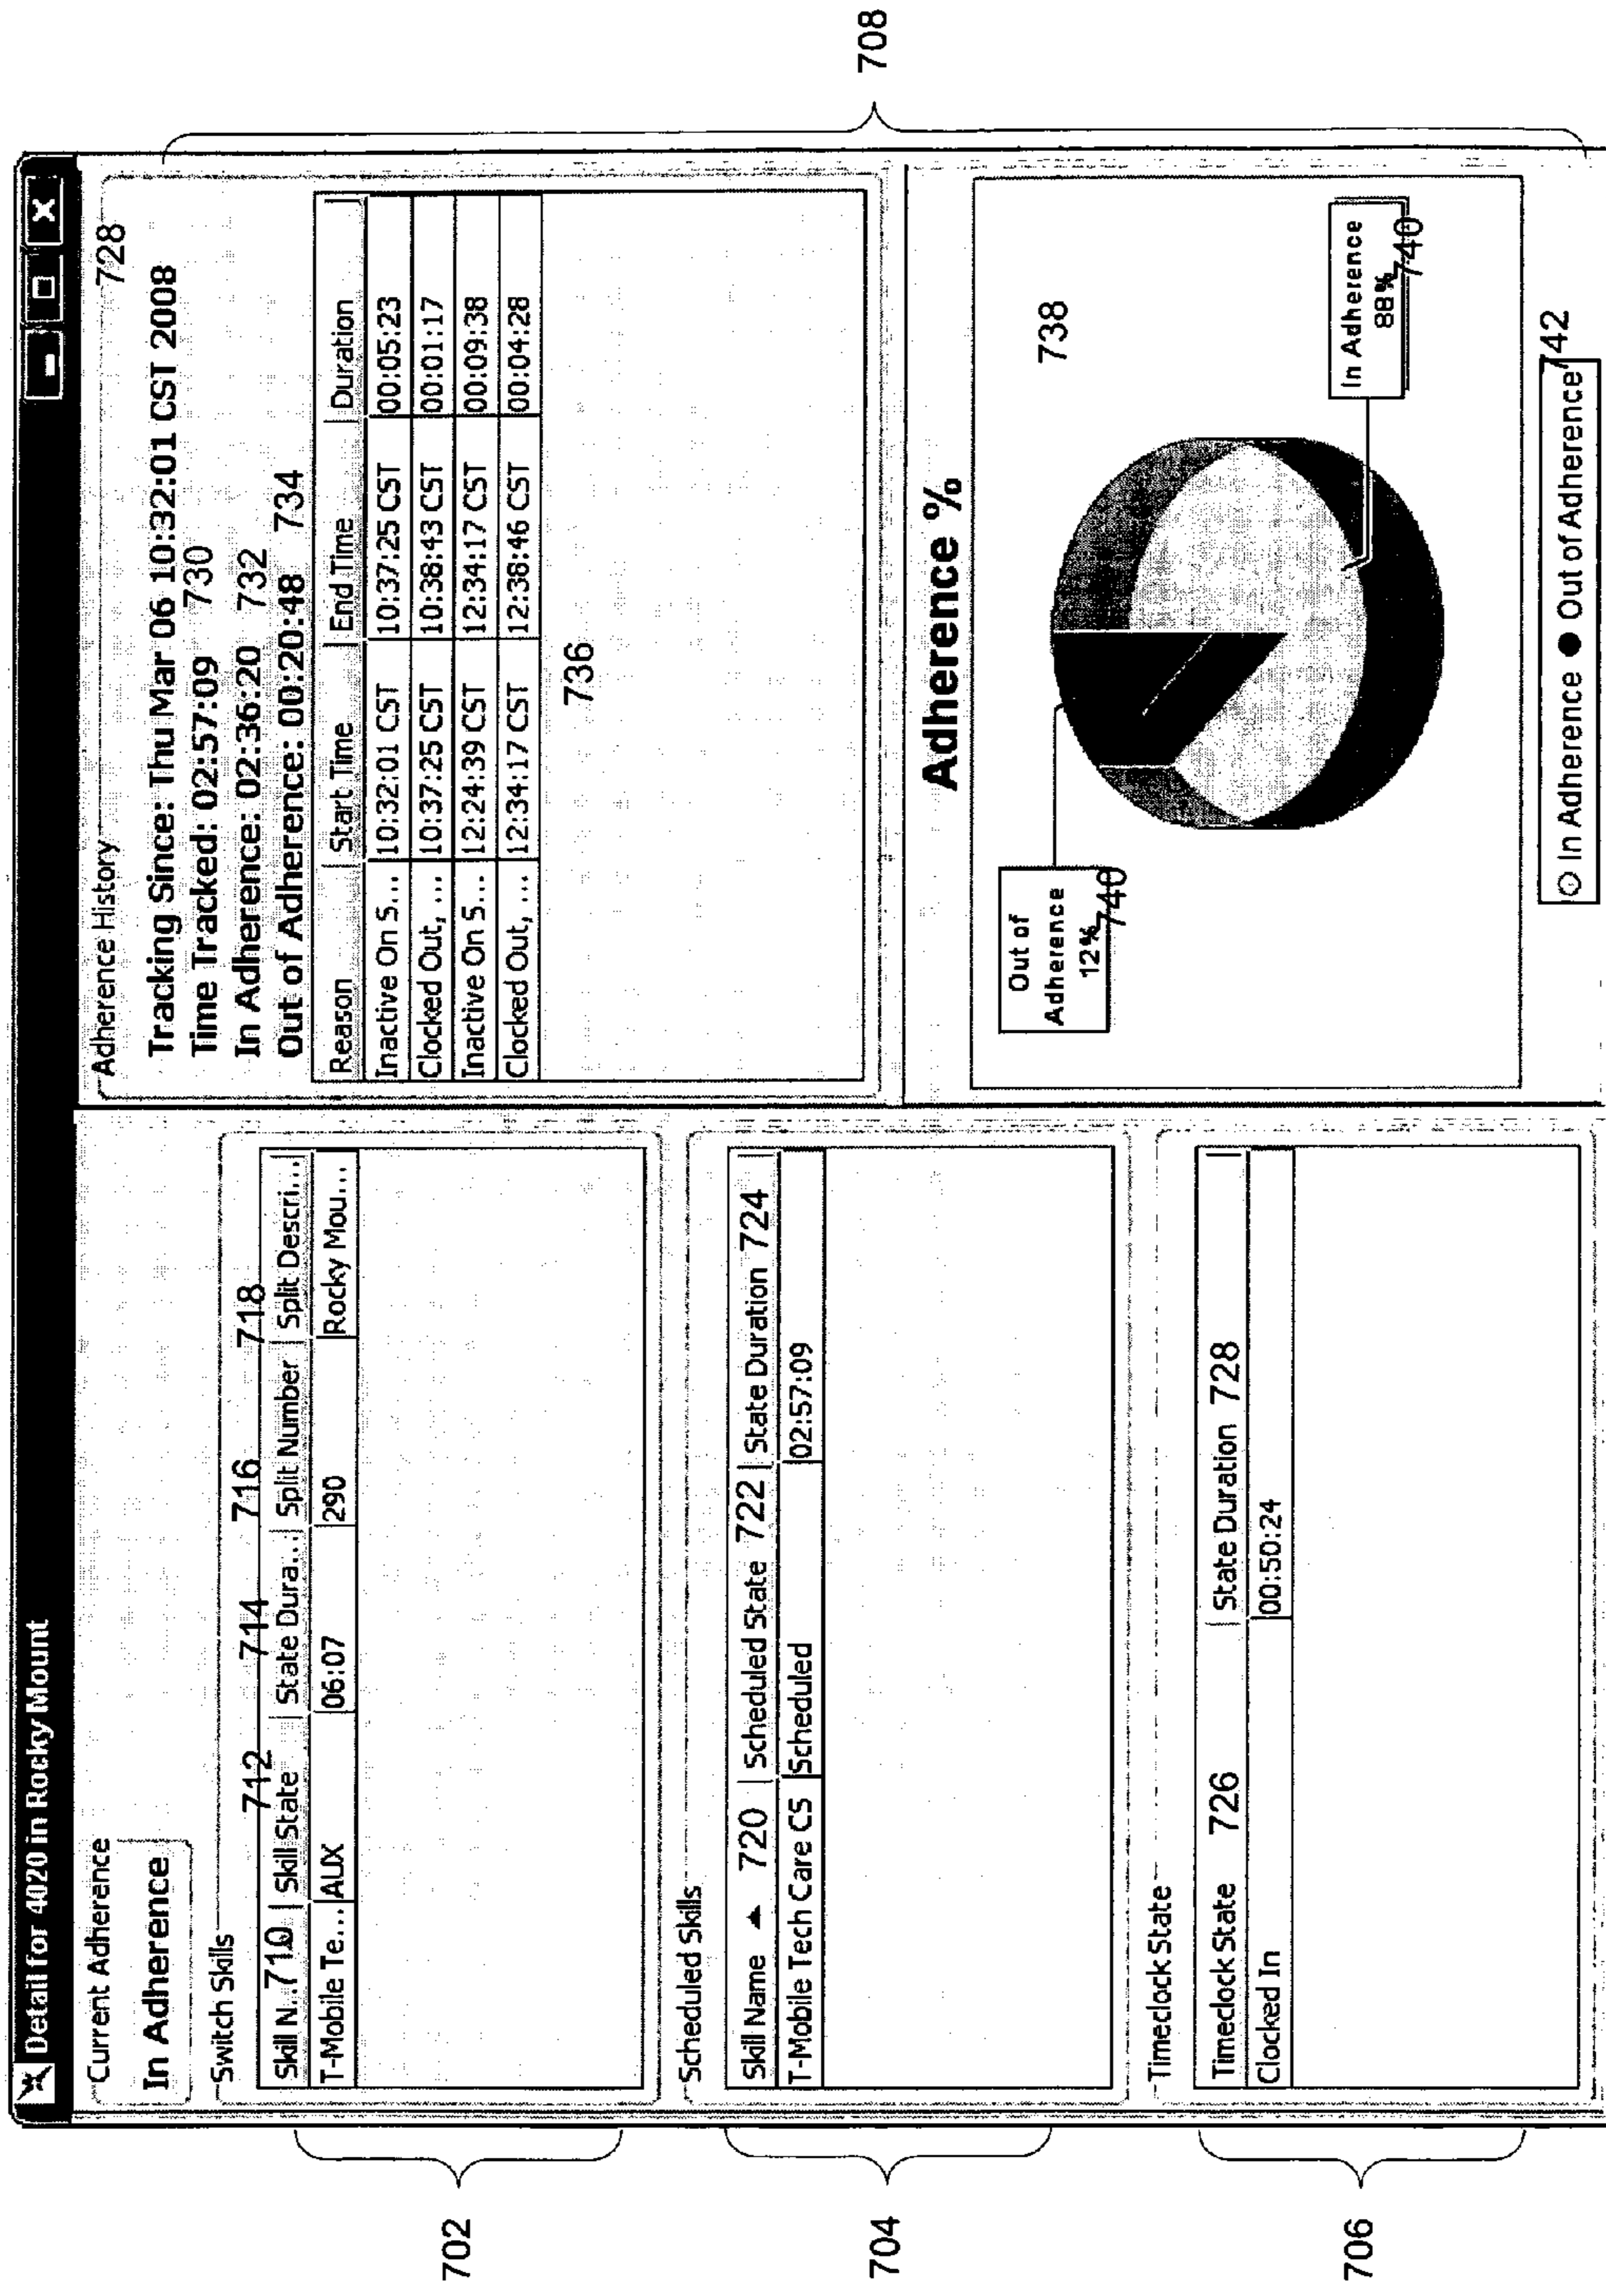 Detail for 4020 in Rocky Mount
Current Adherence
In Adherence
Switch Skills
712 714 716 718
Skill N..710 Skill State State Dura... Split Number Split Descri...
T-Mobile Te... AUX 06:07 290 Rocky Mou...
702
Scheduled Skills
Skill Name 720 Scheduled State 722 State Duration 724
T-Mobile Tech Care CS Scheduled 02:57:09
704
Timeclock State
Timeclock State 726 State Duration 728
Clocked In 00:50:24
706
Adherence History 728
Tracking Since: Thu Mar 06 10:32:01 CST 2008
Time Tracked: 02:57:09 730
In Adherence: 02:36:20 732
Out of Adherence: 00:20:48 734
Reason Start Time End Time Duration
Inactive On S... 10:32:01 CST 10:37:25 CST 00:05:23
Clocked Out, ... 10:37:25 CST 10:38:43 CST 00:01:17
Inactive On S... 12:24:39 CST 12:34:17 CST 00:09:38
Clocked Out, ... 12:34:17 CST 12:38:46 CST 00:04:28
736
708
Adherence %
738
Out of
Adherence
12%
740
In Adherence
88%
740
In Adherence Out of Adherence
742